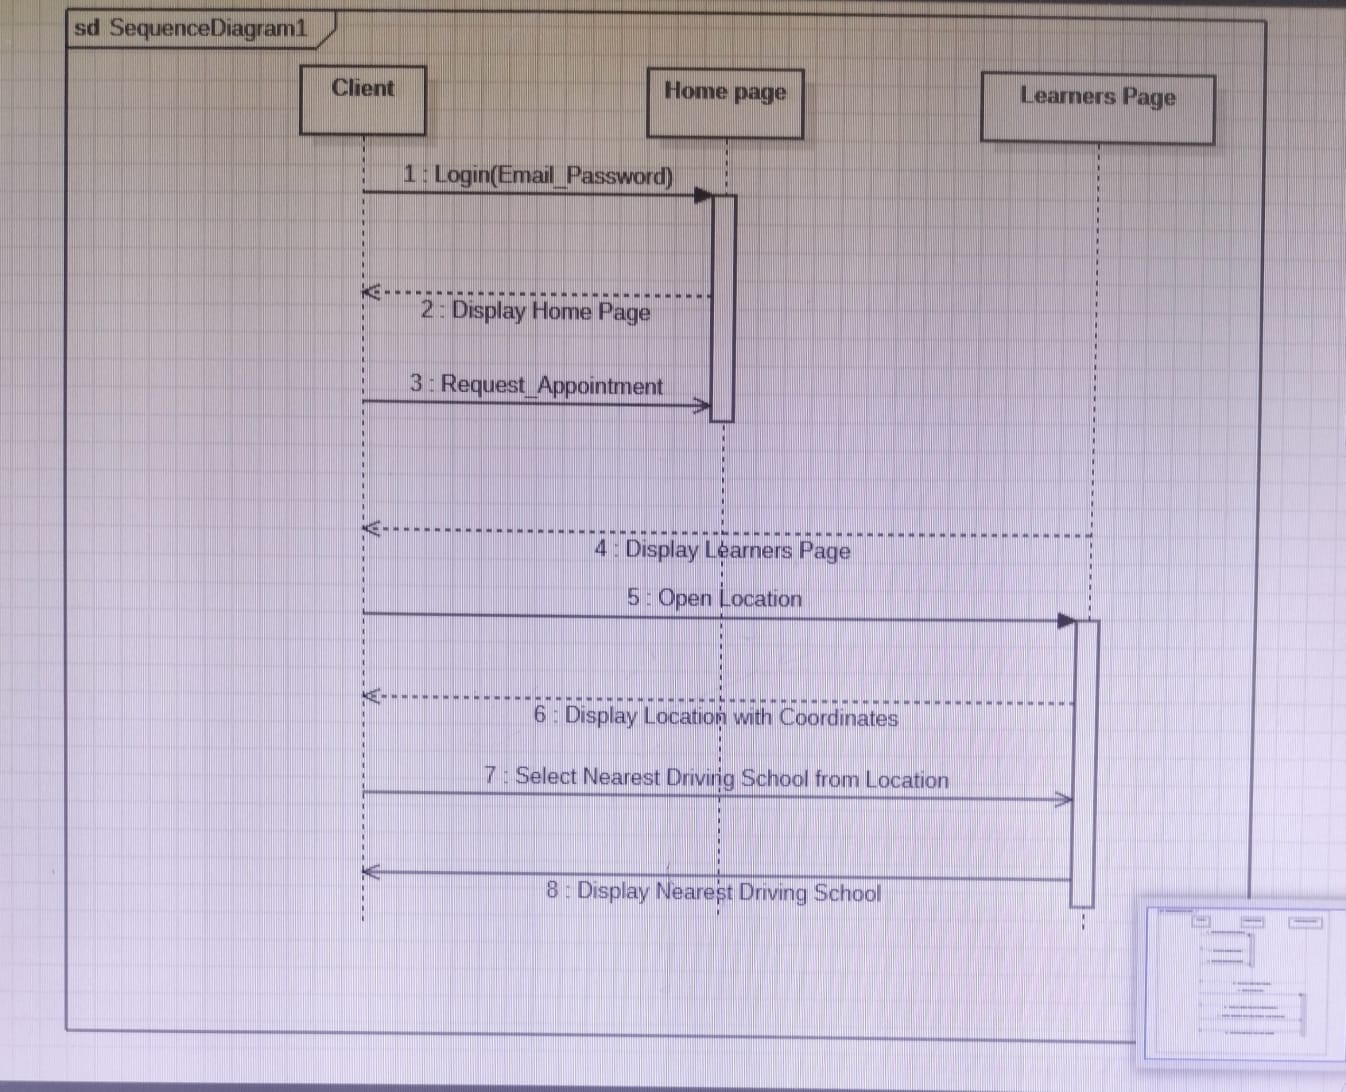 sd SequenceDiagram1
Client
Home page
Learners Page
1 : Login(Email_Password)
2 : Display Home Page
3 : Request_Appointment
4 : Display Learners Page
5 : Open Location
6 : Display Location with Coordinates
7 : Select Nearest Driving School from Location
8 : Display Nearest Driving School